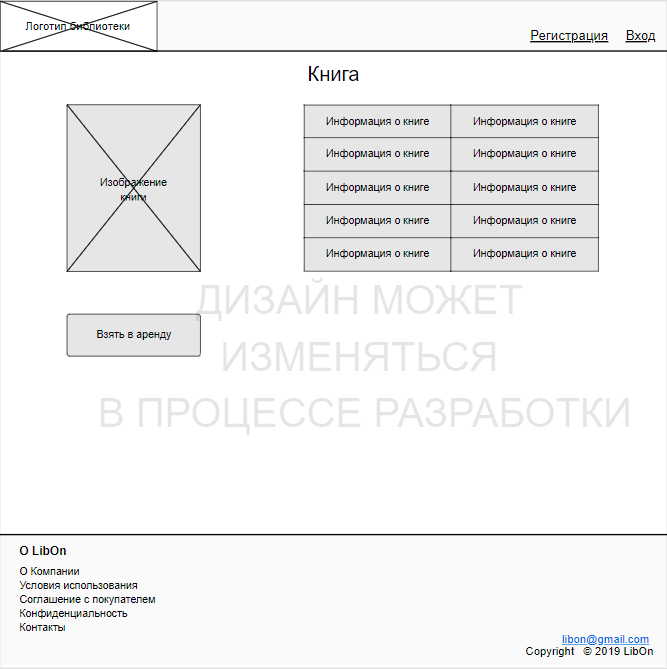 Логотип библиотеки
Регистрация Вход
Книга
Изображение
книги
Информация о книге Информация о книге
Информация о книге Информация о книге
Информация о книге Информация о книге
Информация о книге Информация о книге
Информация о книге Информация о книге
ДИЗАЙН МОЖЕТ
ИЗМЕНЯТЬСЯ
В ПРОЦЕССЕ РАЗРАБОТКИ
Взять в аренду
О LibOn
О Компании
Условия использования
Соглашение с покупателем
Конфиденциальность
Контакты
libon@gmail.com
Copyright © 2019 LibOn